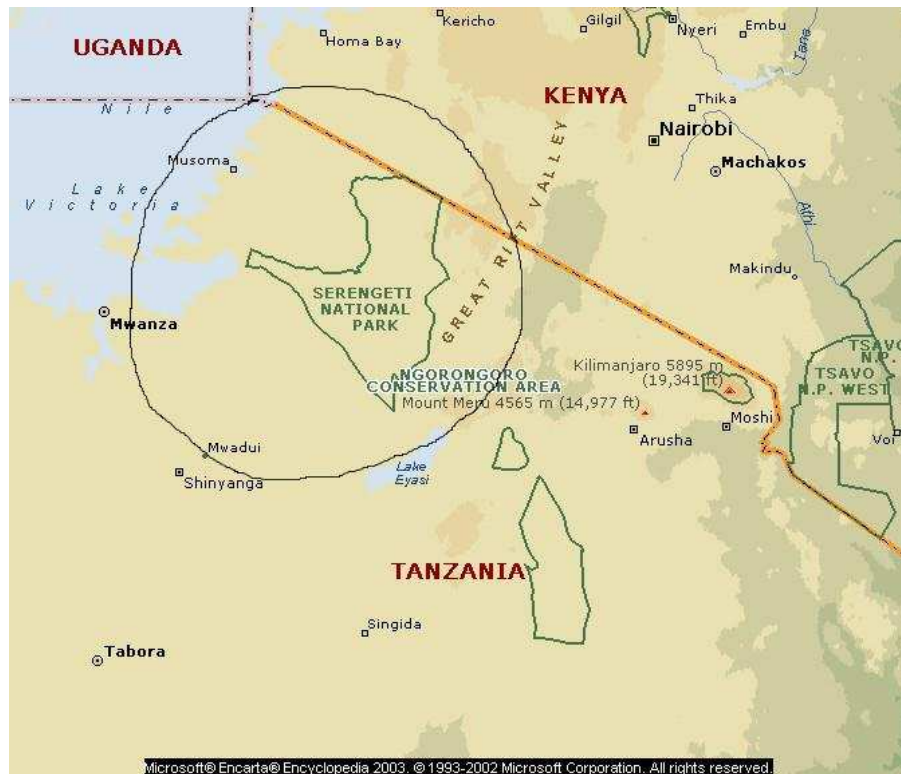 Kericho
Gilgil
Nyeri
Embu
Tana
UGANDA
Homa Bay
KENYA
Thika
Nile
Nairobi
Musoma
Machakos
Lake
Victoria
Athi
GREAT RIFT VALLEY
Makindu
SERENGETI
NATIONAL
PARK
Mwanza
TSAVO
N.P.
TSAVO
N.P. WEST
Kilimanjaro 5895 m
(19,341 ft)
NGORONGORO
CONSERVATION AREA
Mount Meru 4565 m (14,977 ft)
Moshi
Arusha
Voi
Mwadui
Shinyanga
Lake
Eyasi
TANZANIA
Singida
Tabora
Microsoft® Encarta® Encyclopedia 2003. © 1993-2002 Microsoft Corporation. All rights reserved.